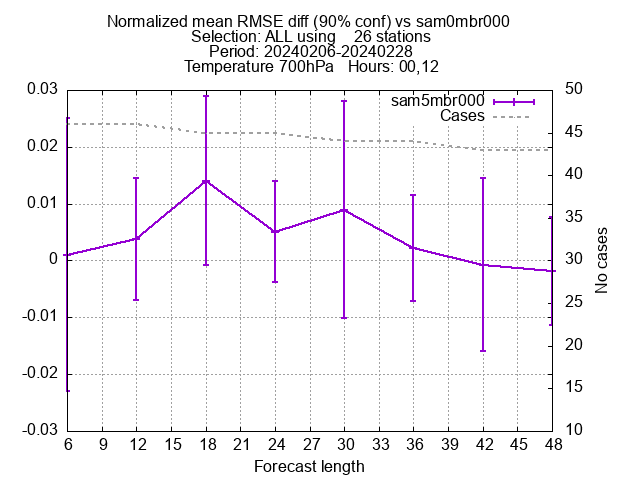 Normalized mean RMSE diff (90% conf) vs sam0mbr000
Selection: ALL using    26 stations
Period: 20240206-20240228
Temperature 700hPa   Hours: 00,12
sam5mbr000
Cases
0.03
0.02
0.01
0
-0.01
-0.02
-0.03
50
45
40
35
30
25
20
15
10
No cases
6 12 15 18 21 24 27 30 33 36 39 42 45 48
9
Forecast length